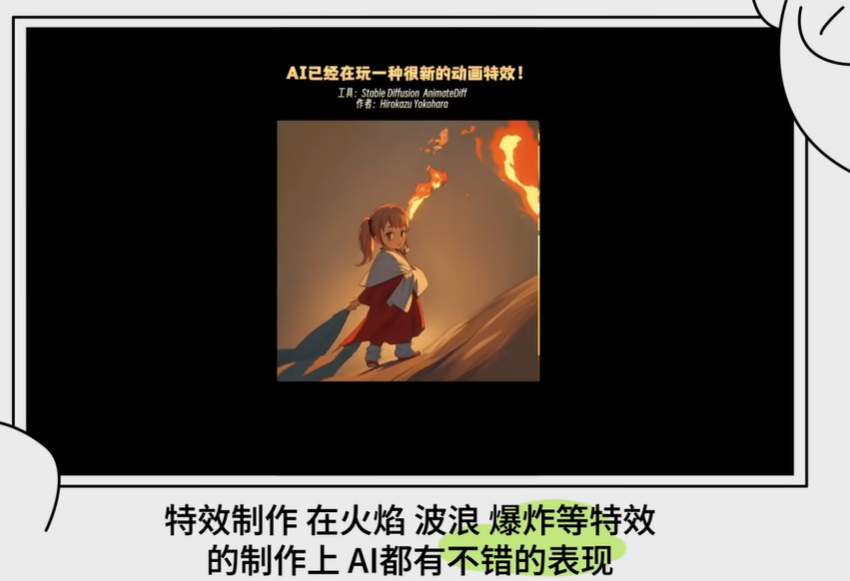 AI已经在玩一种很新的动画特效！
工具：Stable Diffusion AnimateDiff
作者：Hirokazu Yokohara
特效制作 在火焰 波浪 爆炸等特效
的制作上 AI都有不错的表现